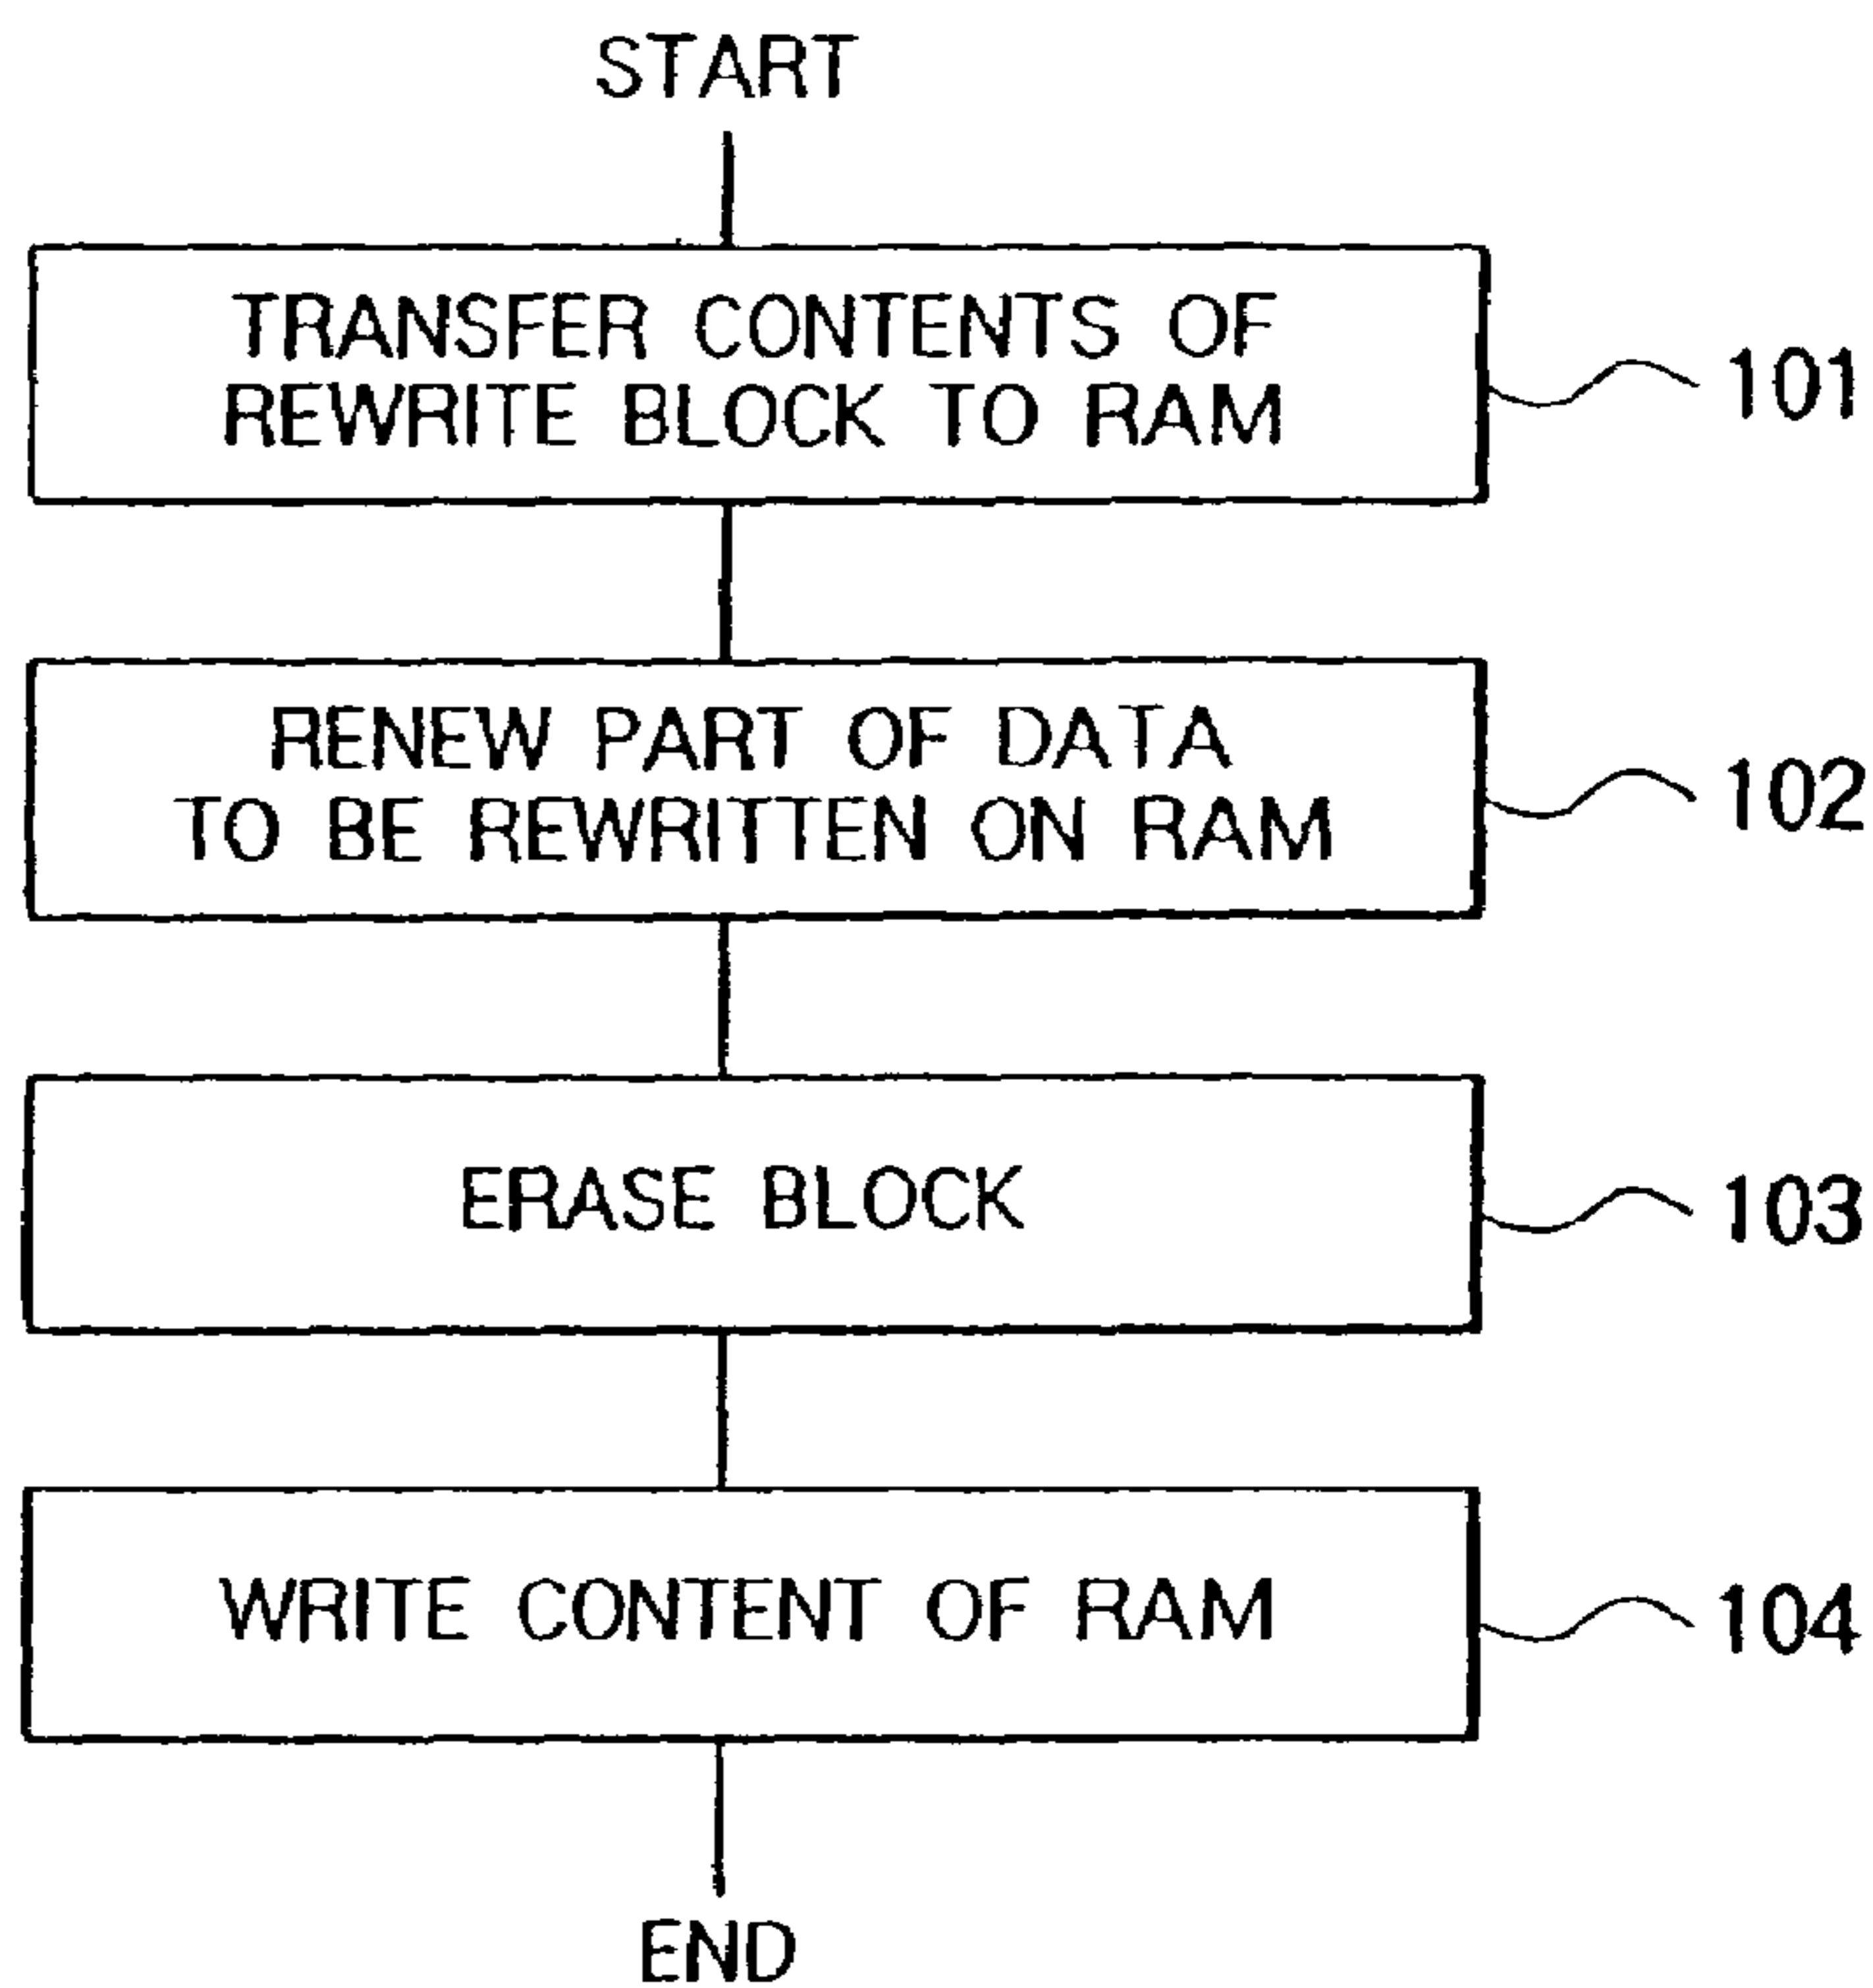 START
TRANSFER CONTENTS OF
REWRITE BLOCK TO RAM
101
RENEW PART OF DATA
TO BE REWRITTEN ON RAM
102
ERASE BLOCK
103
WRITE CONTENT OF RAM
104
END